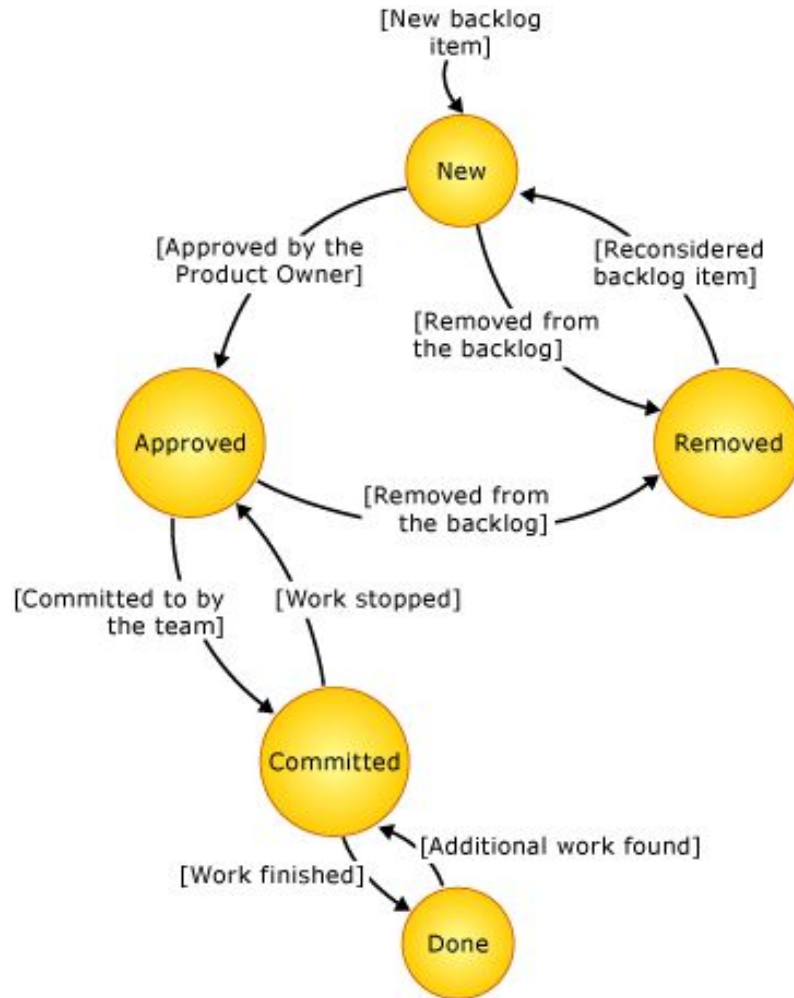 [New backlog
item]
New
[Approved by the
Product Owner]
[Reconsidered
backlog item]
[Removed from
the backlog]
Approved
Removed
[Removed from
the backlog]
[Committed to by
the team]
[Work stopped]
Committed
[Additional work found]
[Work finished]
Done